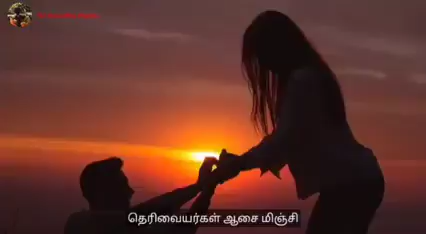 தெரிவையர்கள் ஆசை மிஞ்சி